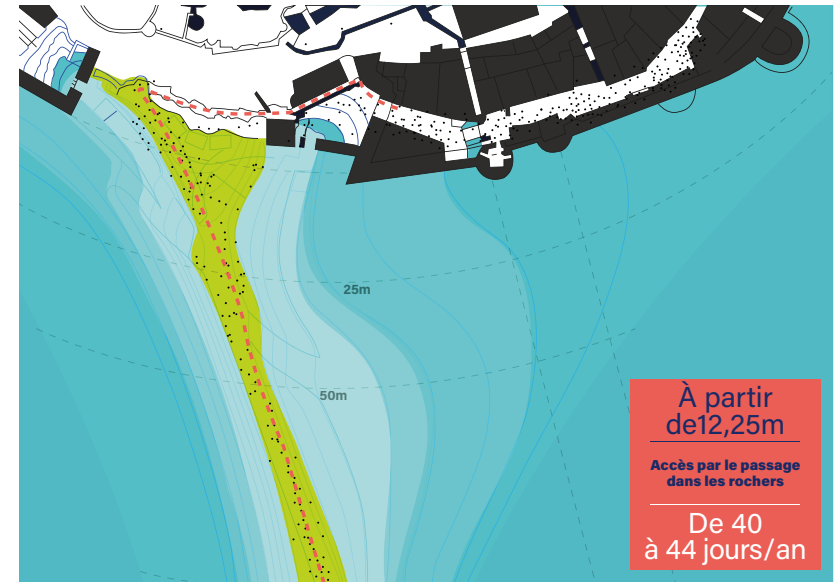 25m
50m
À partir
de12,25m
Accès par le passage
dans les rochers
De 40
à 44 jours/an